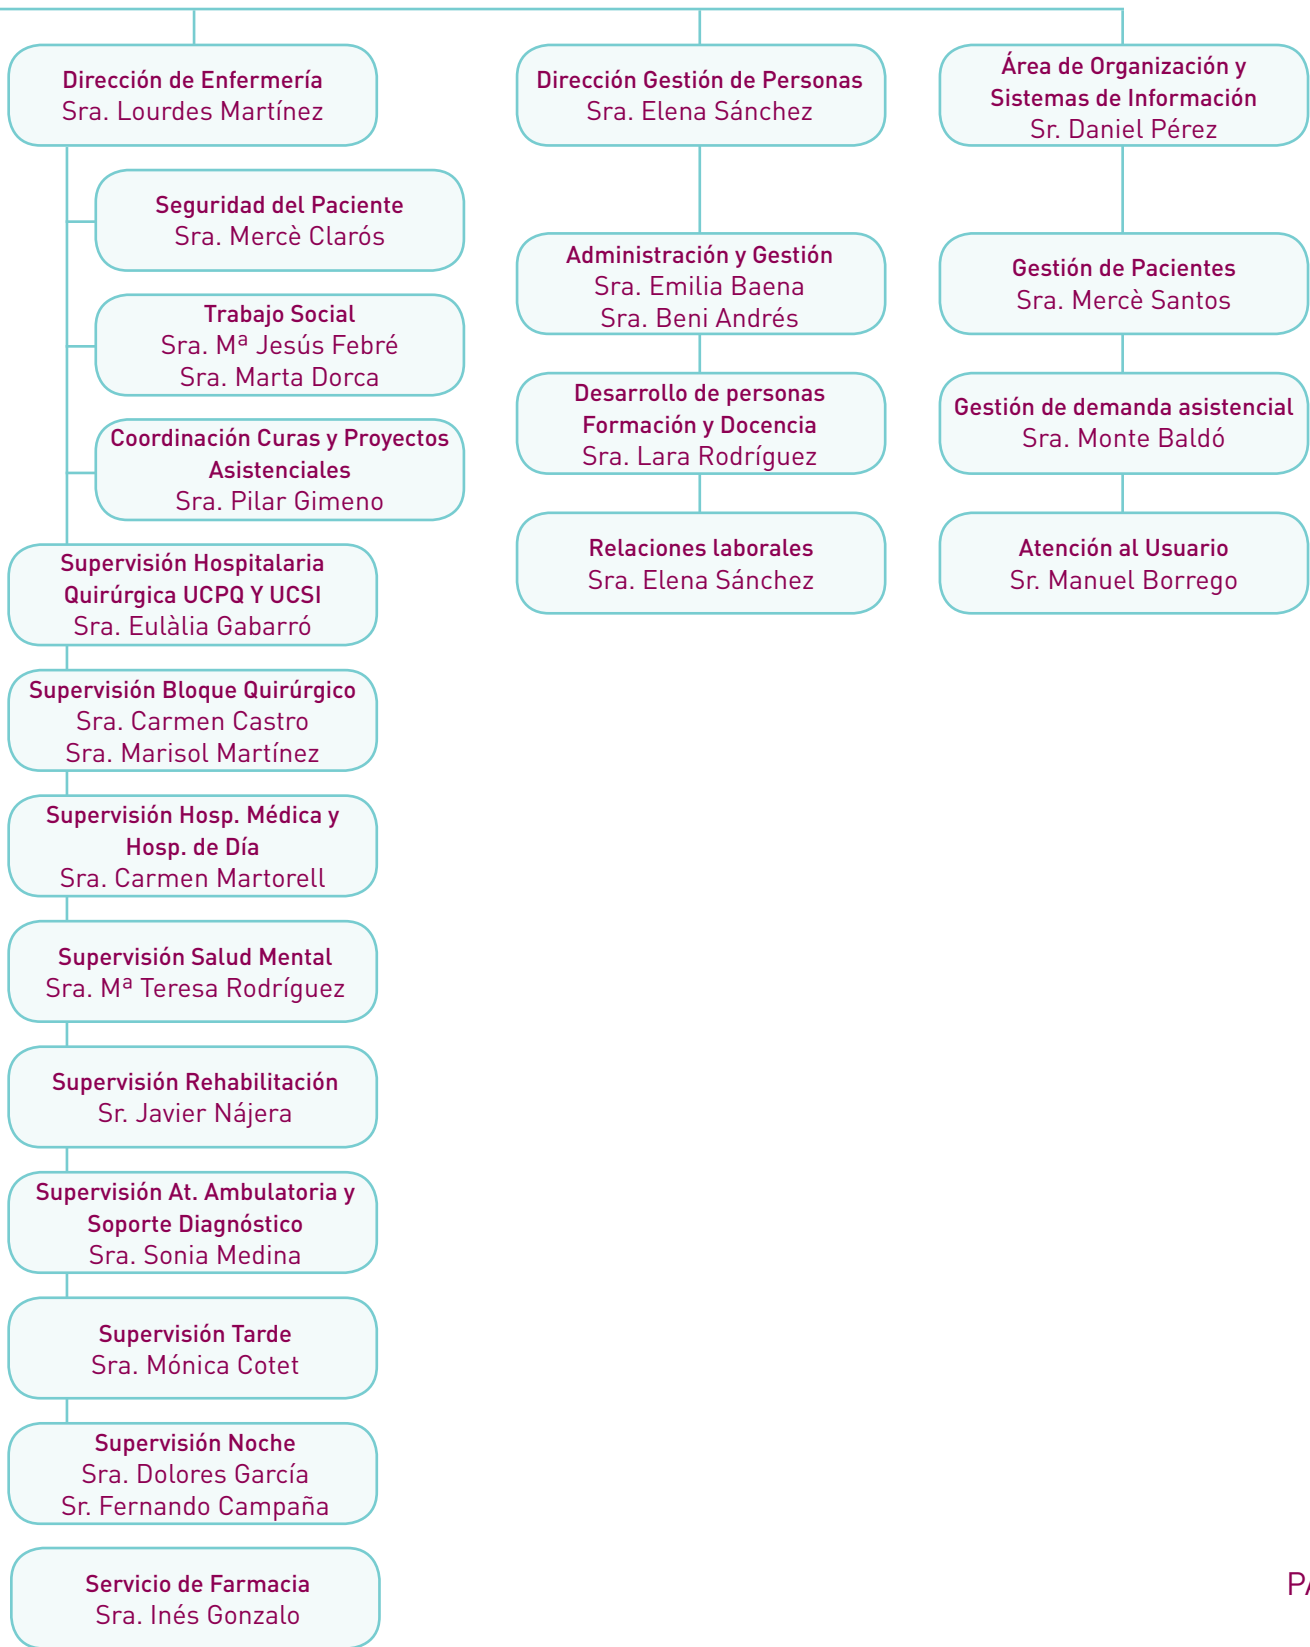 Dirección de Enfermería
Sra. Lourdes Martínez
Seguridad del Paciente
Sra. Mercè Clarós
Trabajo Social
Sra. Mª Jesús Febré
Sra. Marta Dorca
Coordinación Curas y Proyectos
Asistenciales
Sra. Pilar Gimeno
Supervisión Hospitalaria
Quirúrgica UCPQ Y UCSI
Sra. Eulàlia Gabarró
Supervisión Bloque Quirúrgico
Sra. Carmen Castro
Sra. Marisol Martínez
Supervisión Hosp. Médica y
Hosp. de Día
Sra. Carmen Martorell
Supervisión Salud Mental
Sra. Mª Teresa Rodríguez
Supervisión Rehabilitación
Sr. Javier Nájera
Supervisión At. Ambulatoria y
Soporte Diagnóstico
Sra. Sonia Medina
Supervisión Tarde
Sra. Mónica Cotet
Supervisión Noche
Sra. Dolores García
Sr. Fernando Campaña
Servicio de Farmacia
Sra. Inés Gonzalo
Dirección Gestión de Personas
Sra. Elena Sánchez
Administración y Gestión
Sra. Emilia Baena
Sra. Beni Andrés
Desarrollo de personas
Formación y Docencia
Sra. Lara Rodríguez
Relaciones laborales
Sra. Elena Sánchez
Área de Organización y
Sistemas de Información
Sr. Daniel Pérez
Gestión de Pacientes
Sra. Mercè Santos
Gestión de demanda asistencial
Sra. Monte Baldó
Atención al Usuario
Sr. Manuel Borrego